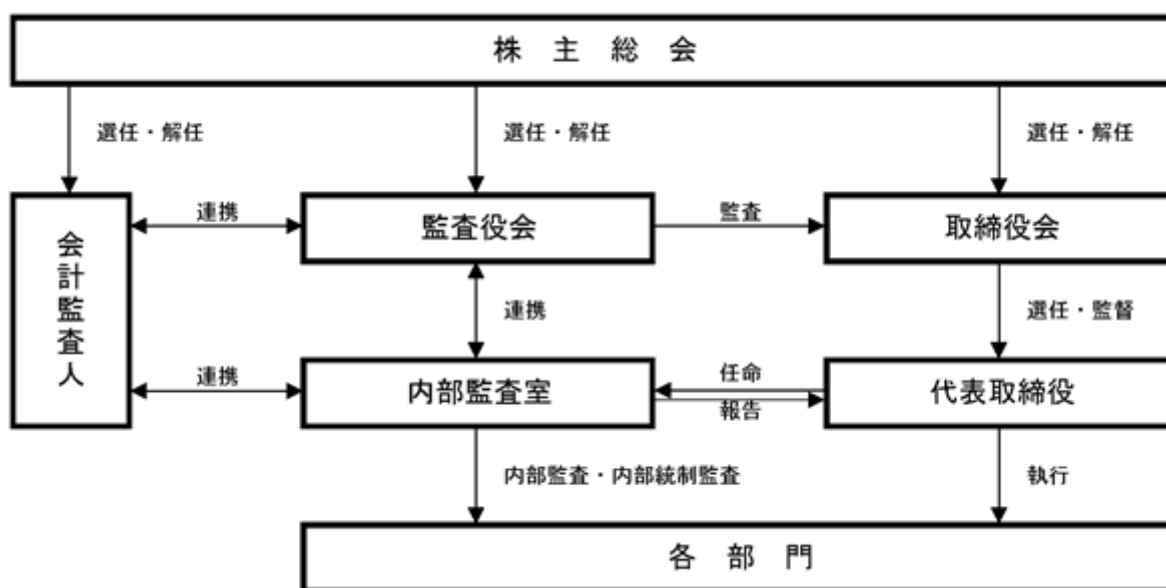 株主総会
選任・解任
選任・解任
選任・解任
会計監査人
連携
監査役会
監査
取締役会
連携
選任・監督
連携
内部監査室
任命
報告
代表取締役
内部監査・内部統制監査
執行
各部門